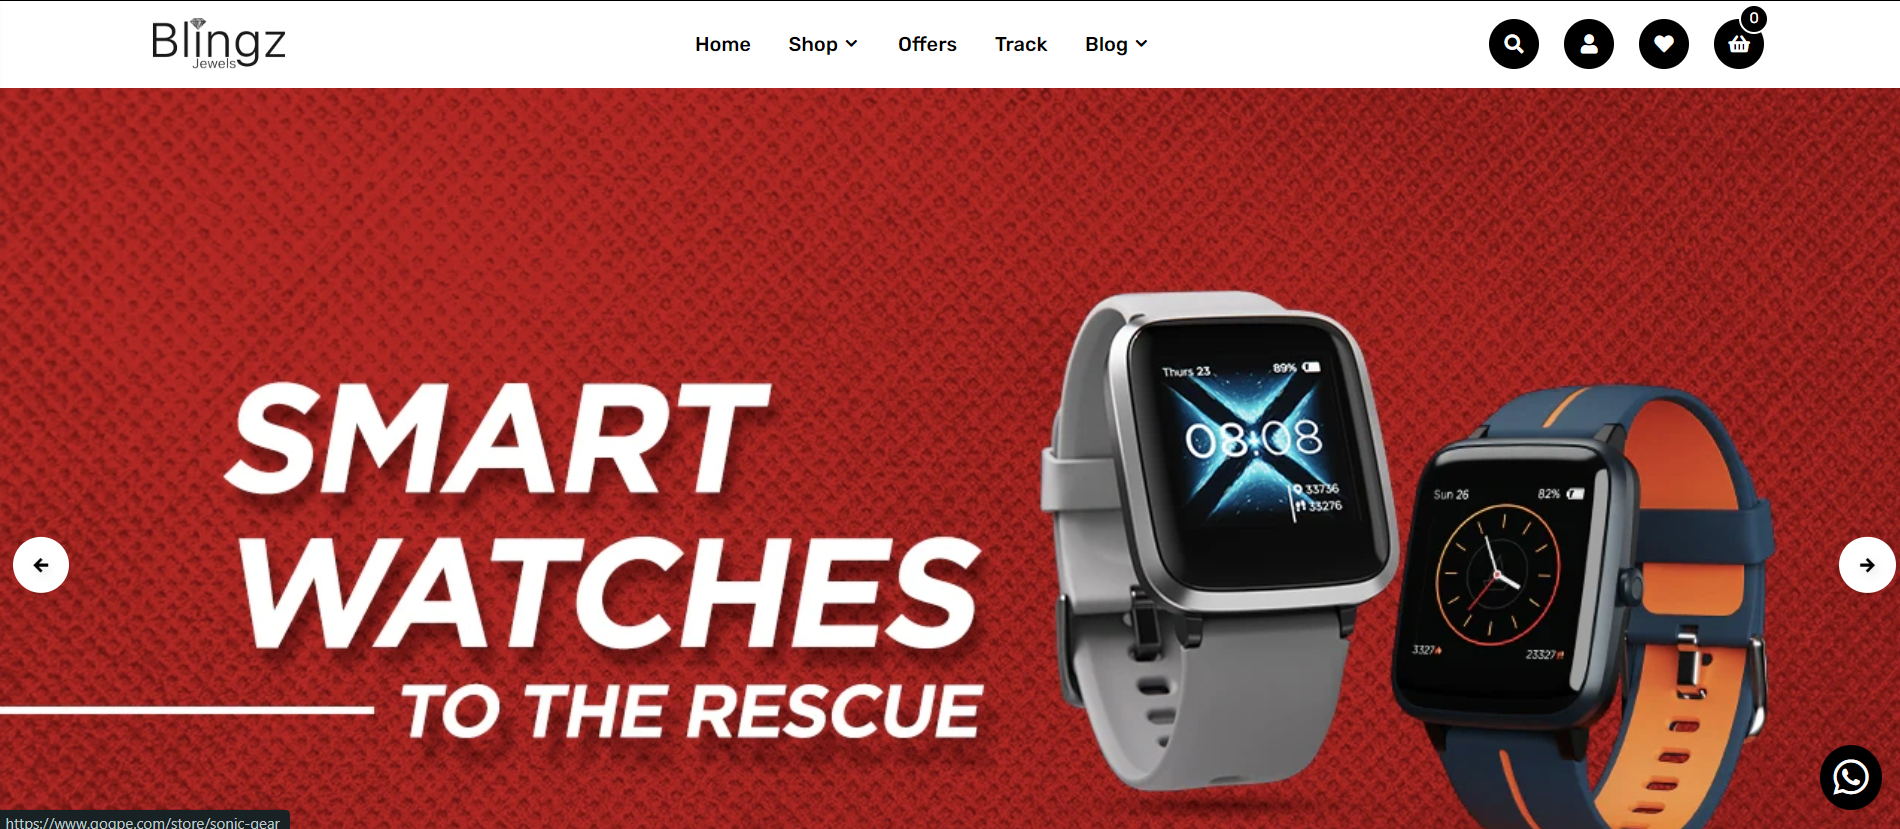 Blingz
Jewels
Home
Shop
Offers
Track
Blog
0
SMART
WATCHES
TO THE RESCUE
Thurs 23
89%
08:08
33736
33276
Sun 26
82%
3327
23327
https://www.gogpe.com/store/sonic-gear